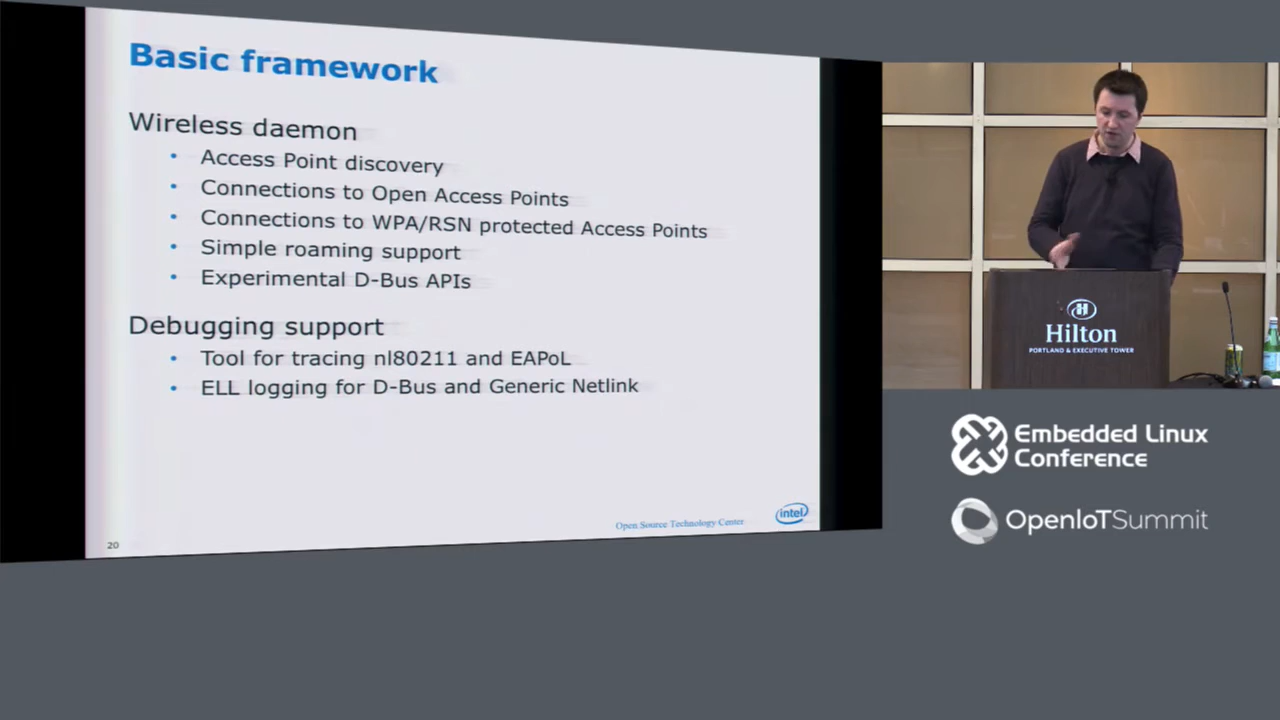 Basic framework
Wireless daemon
• Access Point discovery
• Connections to Open Access Points
• Connections to WPA/RSN protected Access Points
• Simple roaming support
• Experimental D-Bus APIs
Debugging support
• Tool for tracing nl80211 and EAPoL
• ELL logging for D-Bus and Generic Netlink
Open Source Technology Center
intel
20
H
Hilton
PORTLAND & EXECUTIVE TOWER
Embedded Linux
Conference
OpenIoTSummit